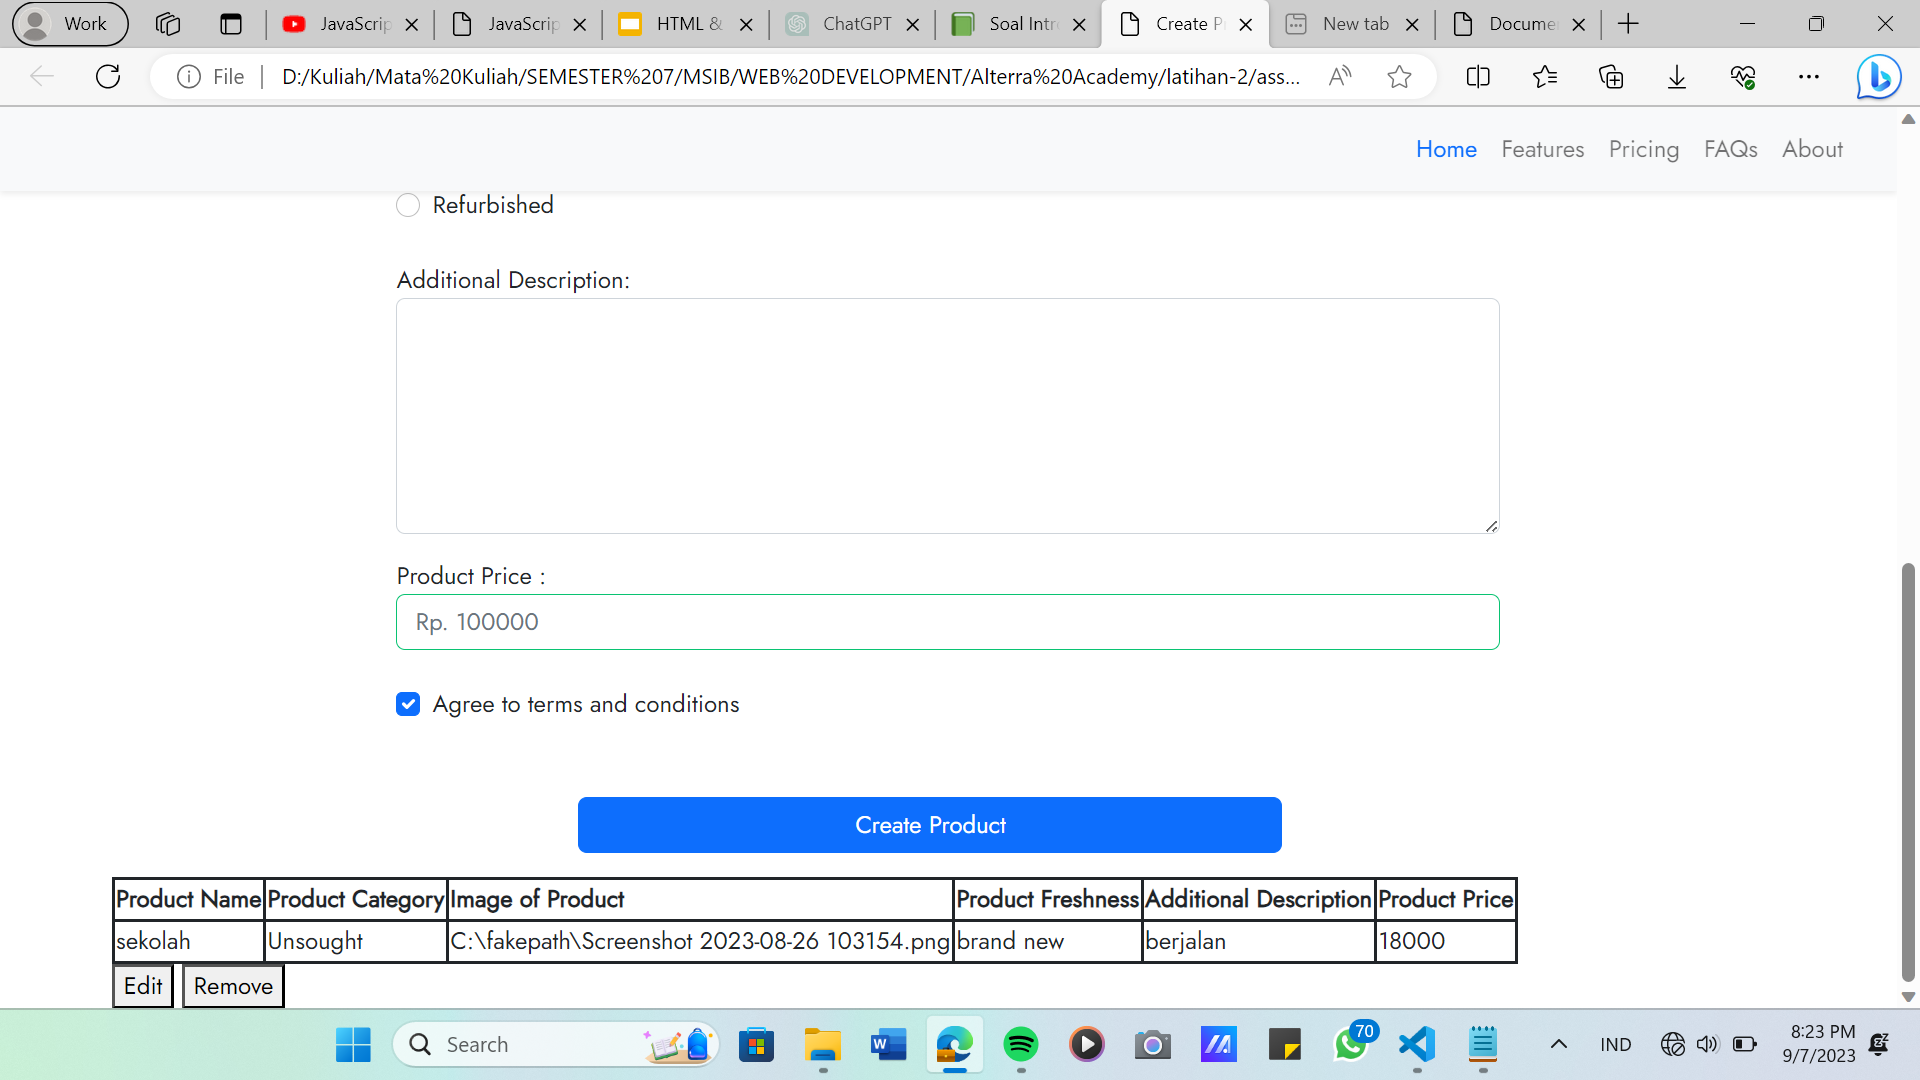 Work
JavaScrip
JavaScrip
HTML &
ChatGPT
Soal Intr
Create P
New tab
Docume
File
D:/Kuliah/Mata%20Kuliah/SEMESTER%207/MSIB/WEB%20DEVELOPMENT/Alterra%20Academy/latihan-2/ass...
Home Features Pricing FAQs About
Refurbished
Additional Description:
Product Price :
Rp. 100000
Agree to terms and conditions
Create Product
Product Name Product Category Image of Product Product Freshness Additional Description Product Price
sekolah Unsought C:\fakepath\Screenshot 2023-08-26 103154.png brand new berjalan 18000
Edit Remove
Search
70
IND
8:23 PM
9/7/2023